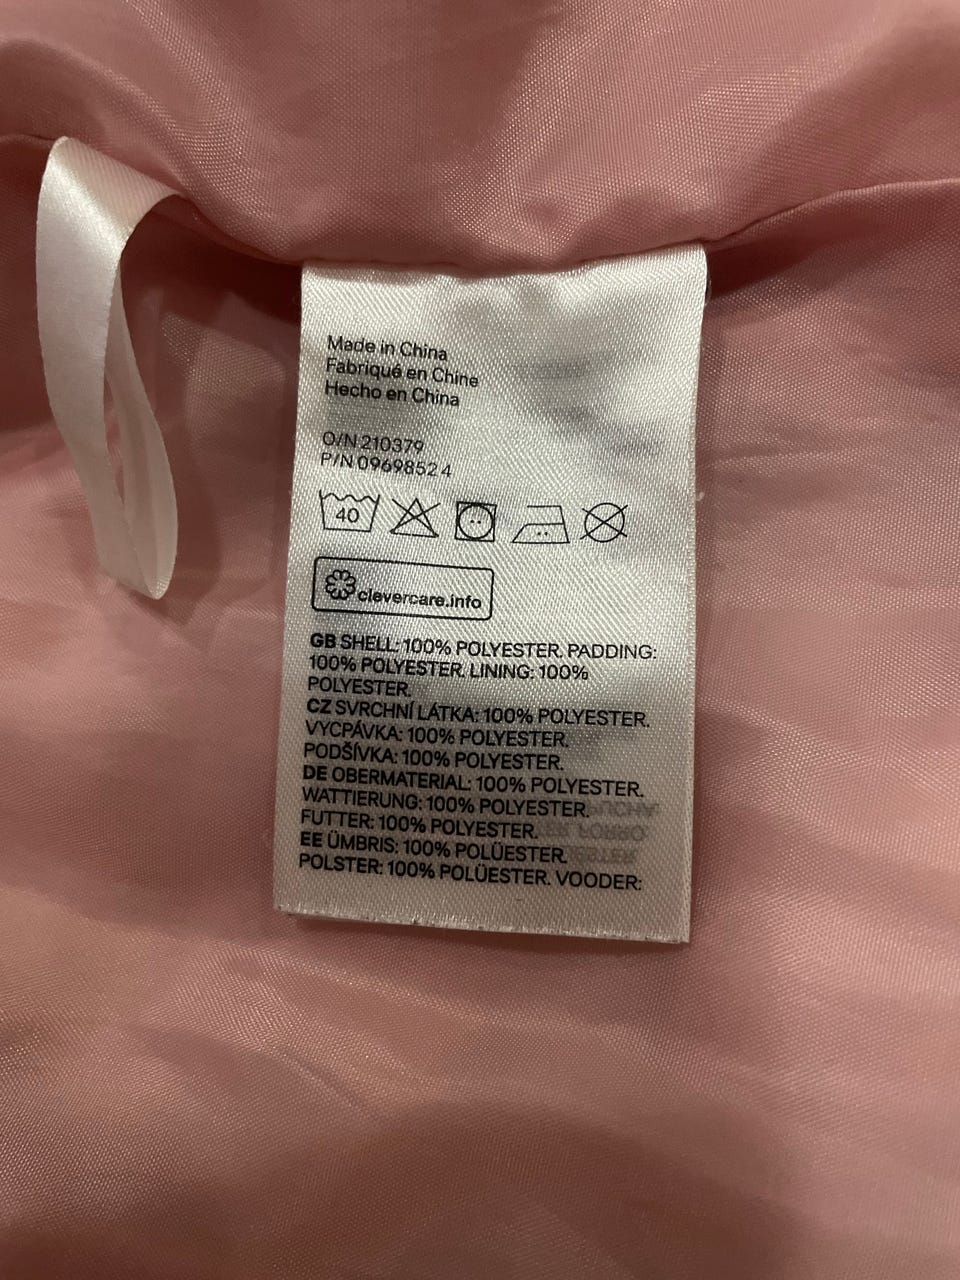 Made in China
Fabriqué en Chine
Hecho en China
O/N 210379
P/N 0969852 4
40
clevercare.info
GB SHELL: 100% POLYESTER. PADDING:
100% POLYESTER. LINING: 100%
POLYESTER.
CZ SVRCHNÍ LÁTKA: 100% POLYESTER.
VYCPÁVKA: 100% POLYESTER.
PODŠÍVKA: 100% POLYESTER.
DE OBERMATERIAL: 100% POLYESTER.
WATTIERUNG: 100% POLYESTER.
FUTTER: 100% POLYESTER.
EE ÜMBRIS: 100% POLÜESTER.
POLSTER: 100% POLÜESTER. VOODER: